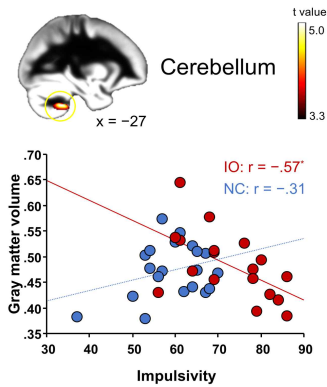 t value
5.0
3.3
Cerebellum
x = −27
IO: r = −.57*
NC: r = −.31
Gray matter volume
.70
.65
.60
.55
.50
.45
.40
.35
30 40 50 60 70 80 90
Impulsivity